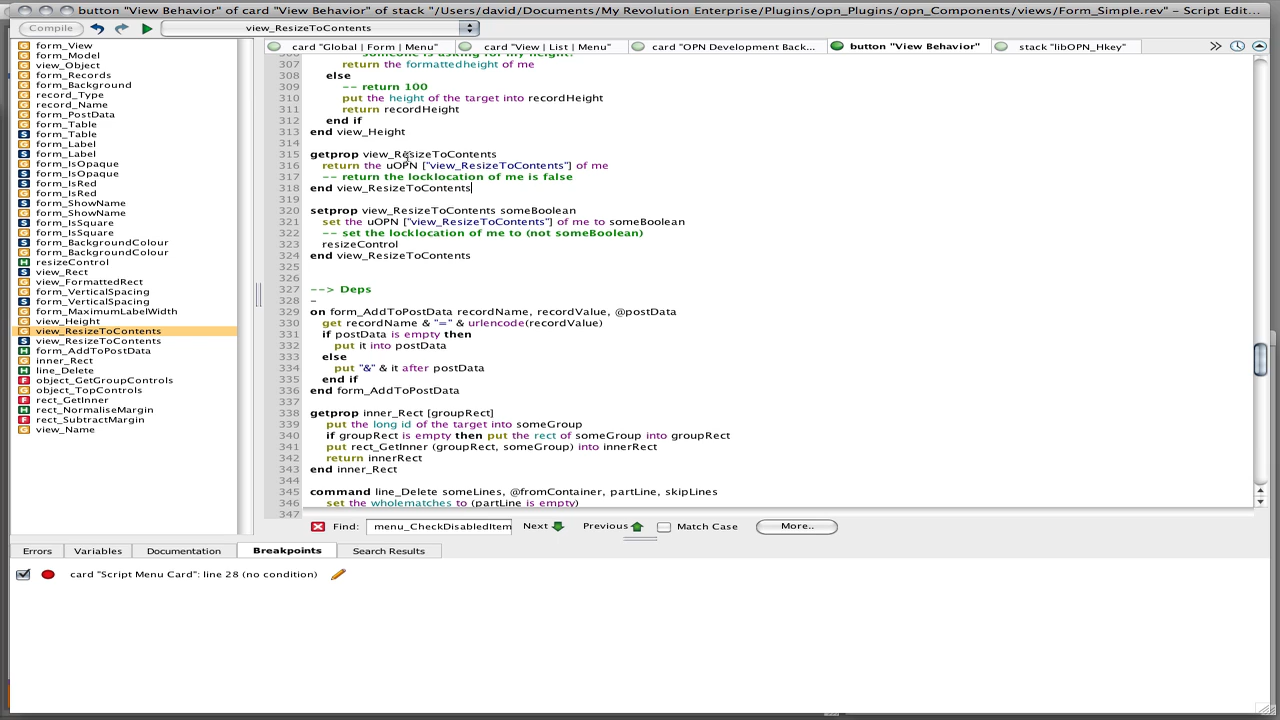 button "View Behavior" of card "View Behavior" of stack "/Users/david/Documents/My Revolution Enterprise/Plugins/opn_Plugins/opn_Components/views/Form_Simple.rev" – Script Edit...
Compile view_ResizeToContents
card "Global | Form | Menu" card "View | List | Menu" card "OPN Development Back... button "View Behavior" stack "libOPN_Hkey"
G form_View
G form_Model
G view_Object
G form_Records
G form_Background
G record_Type
G record_Name
G form_PostData
G form_Table
S form_Table
G form_Label
S form_Label
G form_IsOpaque
S form_IsOpaque
G form_IsRed
S form_IsRed
G form_ShowName
S form_ShowName
G form_IsSquare
S form_IsSquare
G form_BackgroundColour
S form_BackgroundColour
H resizeControl
S view_Rect
G view_FormattedRect
G form_VerticalSpacing
S form_VerticalSpacing
G form_MaximumLabelWidth
G view_Height
G view_ResizeToContents
S view_ResizeToContents
H form_AddToPostData
G inner_Rect
H line_Delete
F object_GetGroupControls
G object_TopControls
F rect_GetInner
H rect_NormaliseMargin
F rect_SubtractMargin
G view_Name
307 return the formattedheight of me
308 else
309 -- return 100
310 put the height of the target into recordHeight
311 return recordHeight
312 end if
313 end view_Height
314
315 getprop view_ResizeToContents
316 return the uOPN ["view_ResizeToContents"] of me
317 -- return the locklocation of me is false
318 end view_ResizeToContents
319
320 setprop view_ResizeToContents someBoolean
321 set the uOPN ["view_ResizeToContents"] of me to someBoolean
322 -- set the locklocation of me to (not someBoolean)
323 resizeControl
324 end view_ResizeToContents
325
326
327 --> Deps
328 -
329 on form_AddToPostData recordName, recordValue, @postData
330 get recordName & "=" & urlencode(recordValue)
331 if postData is empty then
332 put it into postData
333 else
334 put "&" & it after postData
335 end if
336 end form_AddToPostData
337
338 getprop inner_Rect [groupRect]
339 put the long id of the target into someGroup
340 if groupRect is empty then put the rect of someGroup into groupRect
341 put rect_GetInner (groupRect, someGroup) into innerRect
342 return innerRect
343 end inner_Rect
344
345 command line_Delete someLines, @fromContainer, partLine, skipLines
346 set the wholematches to (partLine is empty)
347
Find: menu_CheckDisabledItem Next Previous Match Case More..
Errors Variables Documentation Breakpoints Search Results
card "Script Menu Card": line 28 (no condition)